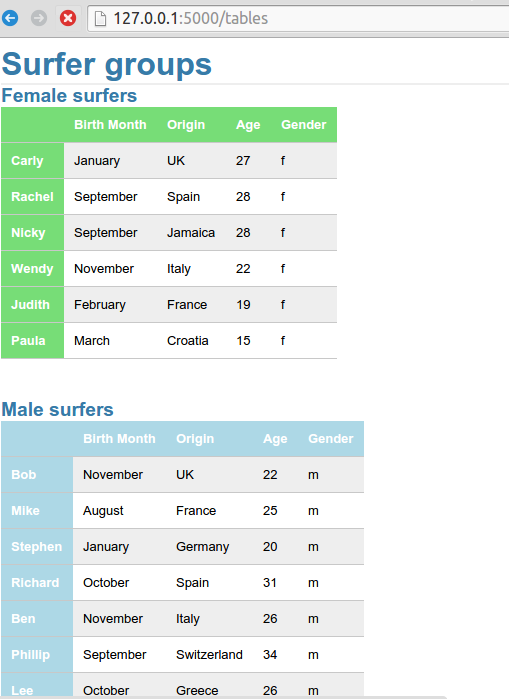 127.0.0.1:5000/tables
Surfer groups
Female surfers
Birth Month Origin Age Gender
Carly January UK 27 f
Rachel September Spain 28 f
Nicky September Jamaica 28 f
Wendy November Italy 22 f
Judith February France 19 f
Paula March Croatia 15 f
Male surfers
Birth Month Origin Age Gender
Bob November UK 22 m
Mike August France 25 m
Stephen January Germany 20 m
Richard October Spain 31 m
Ben November Italy 26 m
Phillip September Switzerland 34 m
Lee October Greece 26 m